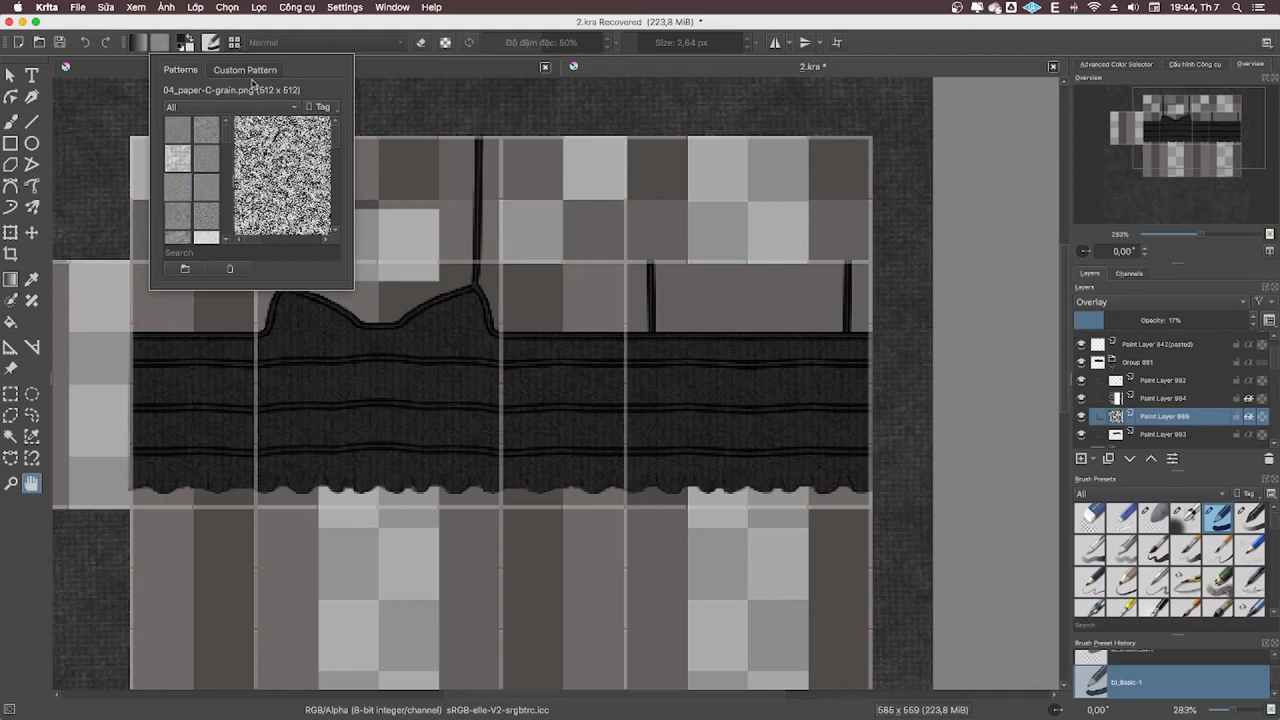 Krita File Sửa Xem Ảnh Lớp Chọn Lọc Công cụ Settings Windows Help
19:44, Th 7
2.kra Recovered (223,8 MiB) *
Normal
Độ đậm đặc: 50%
Size: 2,64 px
2.kra *
Patterns Custom Pattern
04_paper-C-grain.png (512 x 512)
All
Tag
Search
Advanced Color Selector
Cấu hình Công cụ
Overview
Overview
283%
0,00°
Layers Channels
Layers
Overlay
Opacity: 17%
Paint Layer 842(pasted)
Group 981
Paint Layer 982
Paint Layer 984
Paint Layer 985
Paint Layer 983
Brush Presets
All
Tag
Search
Brush Preset History
b)_Basic-1
RGB/Alpha (8-bit integer/channel) sRGB-elle-V2-srgbtrc.icc
586 x 559 (223,8 MiB)
0,00°
283%